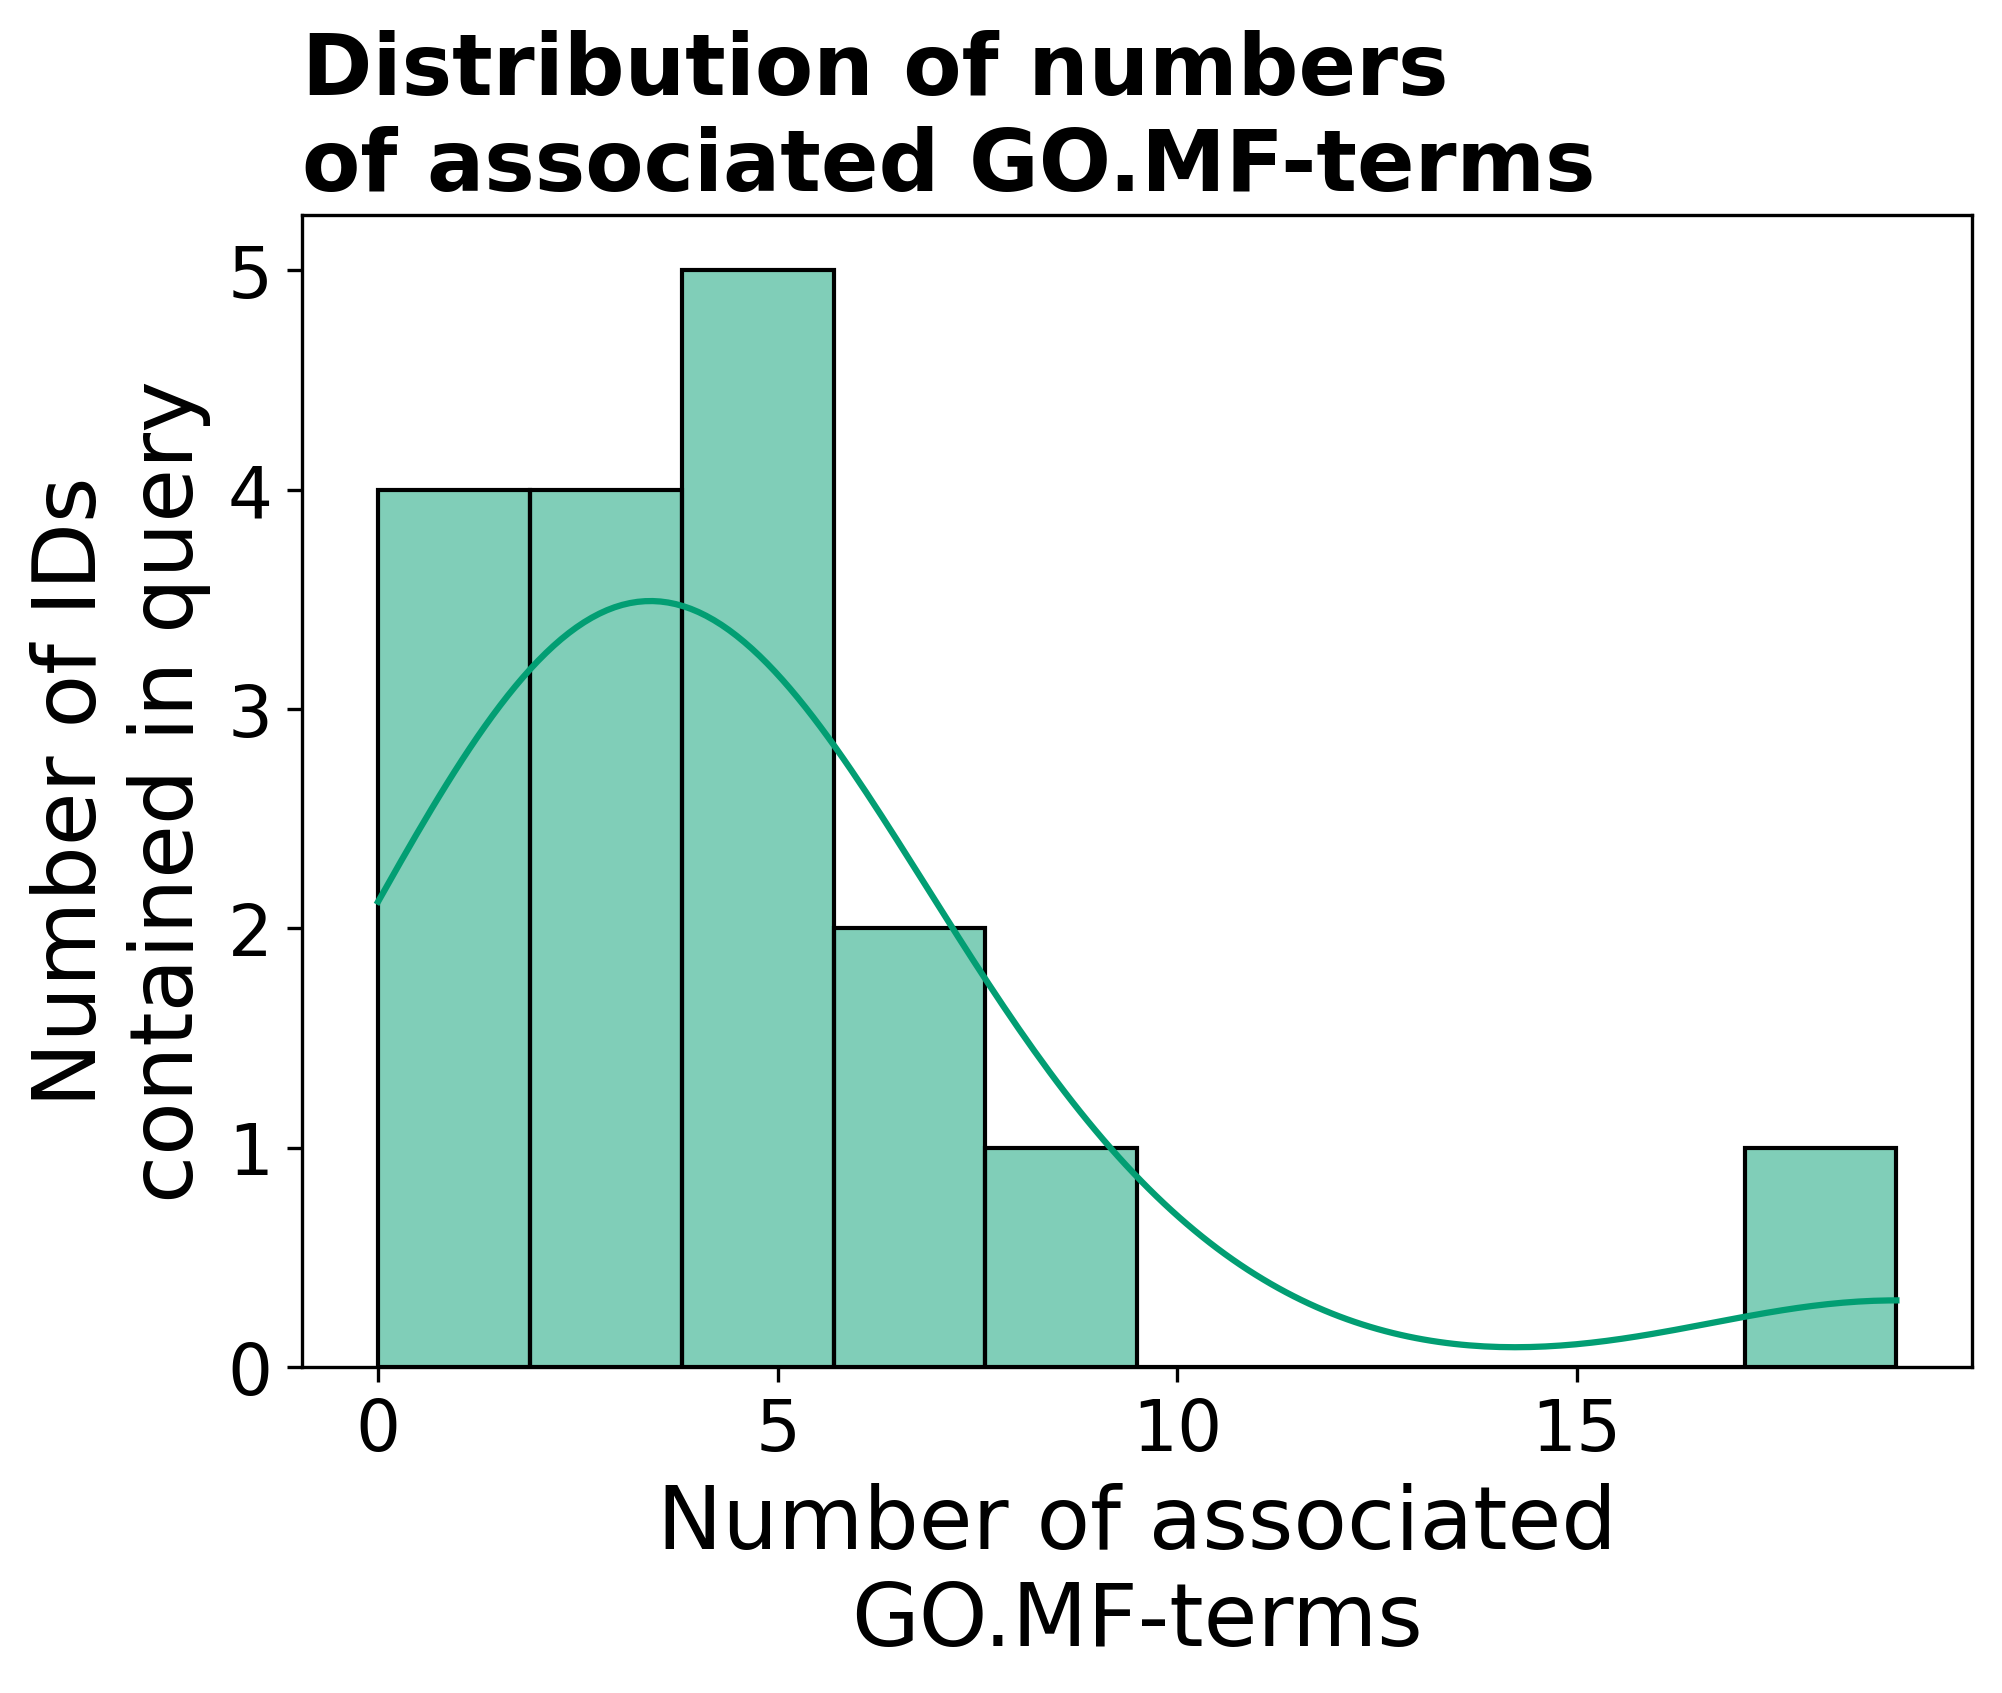 Distribution of numbers
of associated GO.MF-terms
Number of IDs
contained in query
5
4
3
2
1
0
0 5 10 15
Number of associated
GO.MF-terms